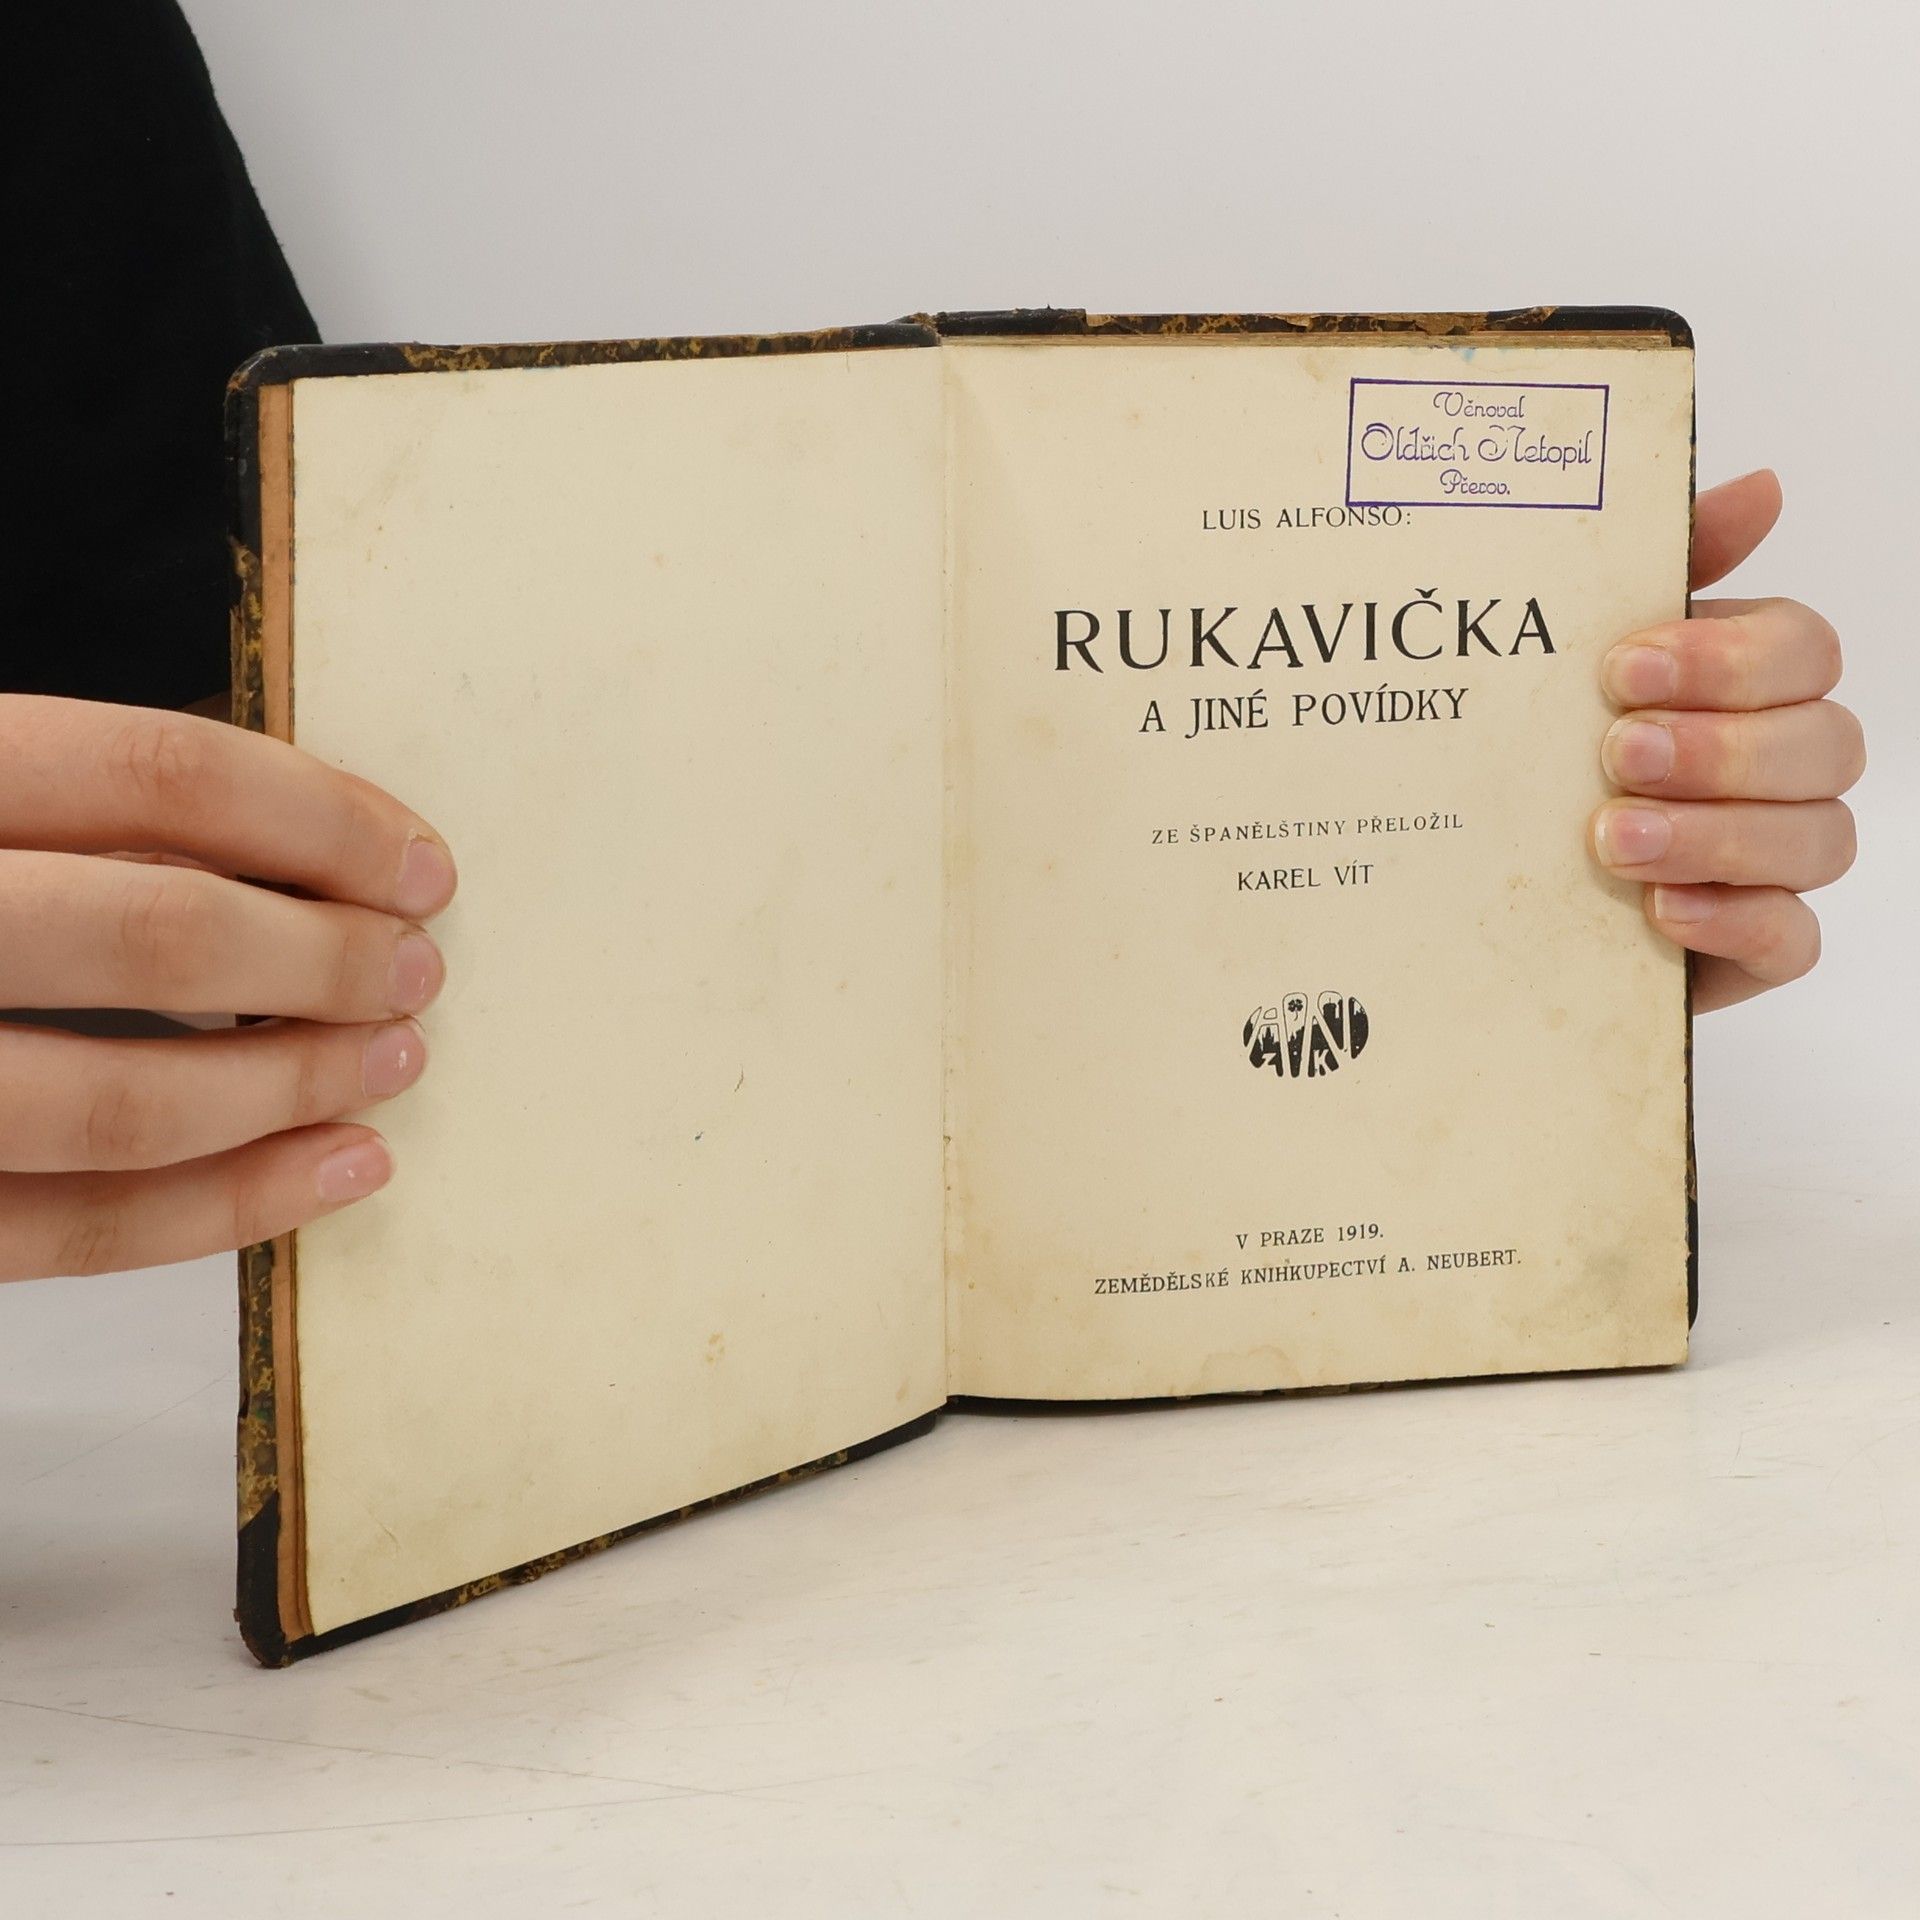 Věnoval
Oldřich Netopil
Přerov.
LUIS ALFONSO:
RUKAVIČKA
A JINÉ POVÍDKY
ZE ŠPANĚLŠTINY PŘELOŽIL
KAREL VÍT
V PRAZE 1919.
ZEMĚDĚLSKÉ KNIHKUPECTVÍ A. NEUBERT.